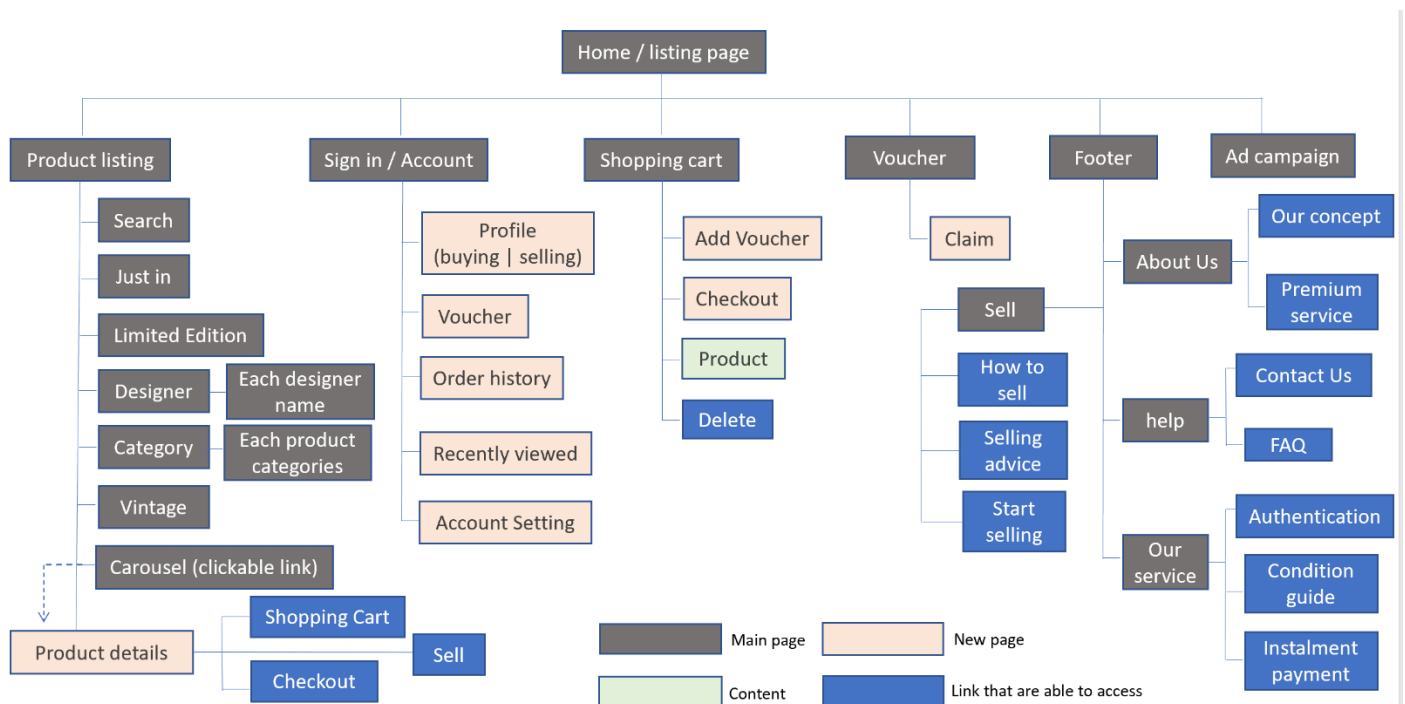 Home / listing page
Product listing
Sign in / Account
Shopping cart
Voucher
Footer
Ad campaign
Search
Just in
Limited Edition
Designer
Each designer
name
Category
Each product
categories
Vintage
Carousel (clickable link)
Product details
Shopping Cart
Sell
Checkout
Profile
(buying | selling)
Voucher
Order history
Recently viewed
Account Setting
Add Voucher
Checkout
Product
Delete
Claim
Sell
How to
sell
Selling
advice
Start
selling
About Us
Our concept
Premium
service
help
Contact Us
FAQ
Our
service
Authentication
Condition
guide
Instalment
payment
Main page
New page
Content
Link that are able to access